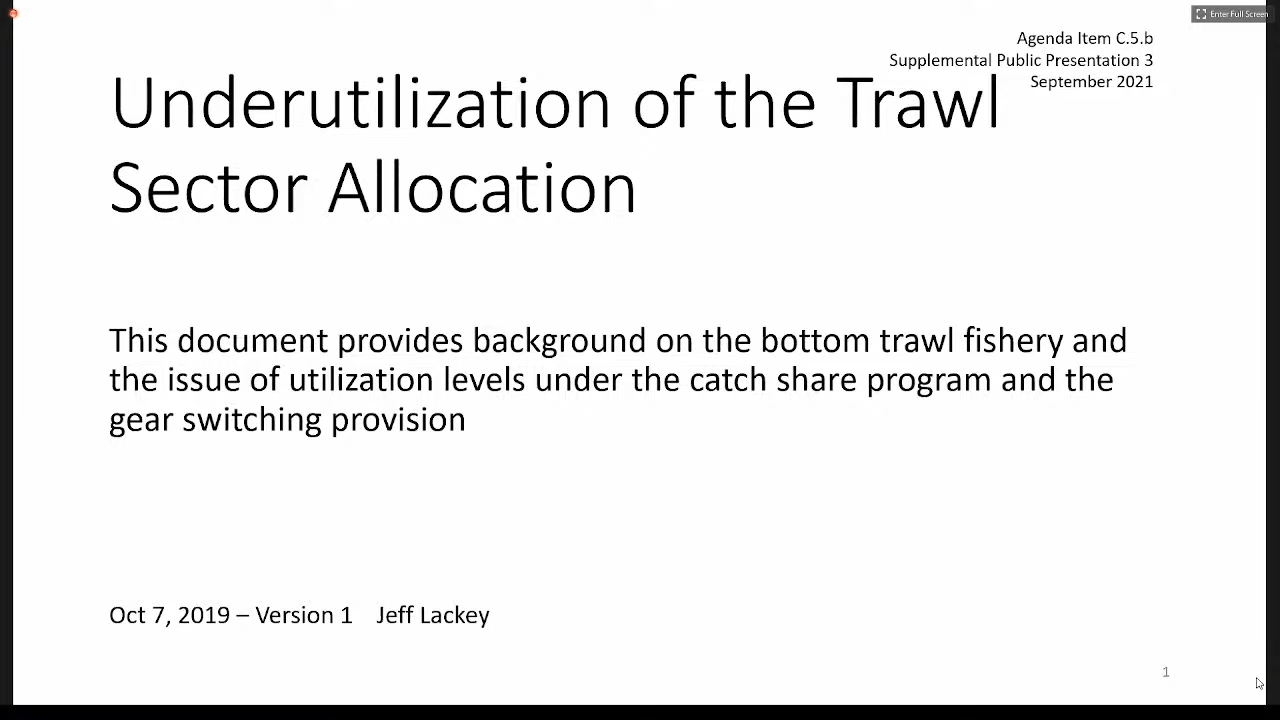 Enter Full Screen
Agenda Item C.5.b
Supplemental Public Presentation 3
September 2021
Underutilization of the Trawl
Sector Allocation
This document provides background on the bottom trawl fishery and
the issue of utilization levels under the catch share program and the
gear switching provision
Oct 7, 2019 – Version 1 Jeff Lackey
1